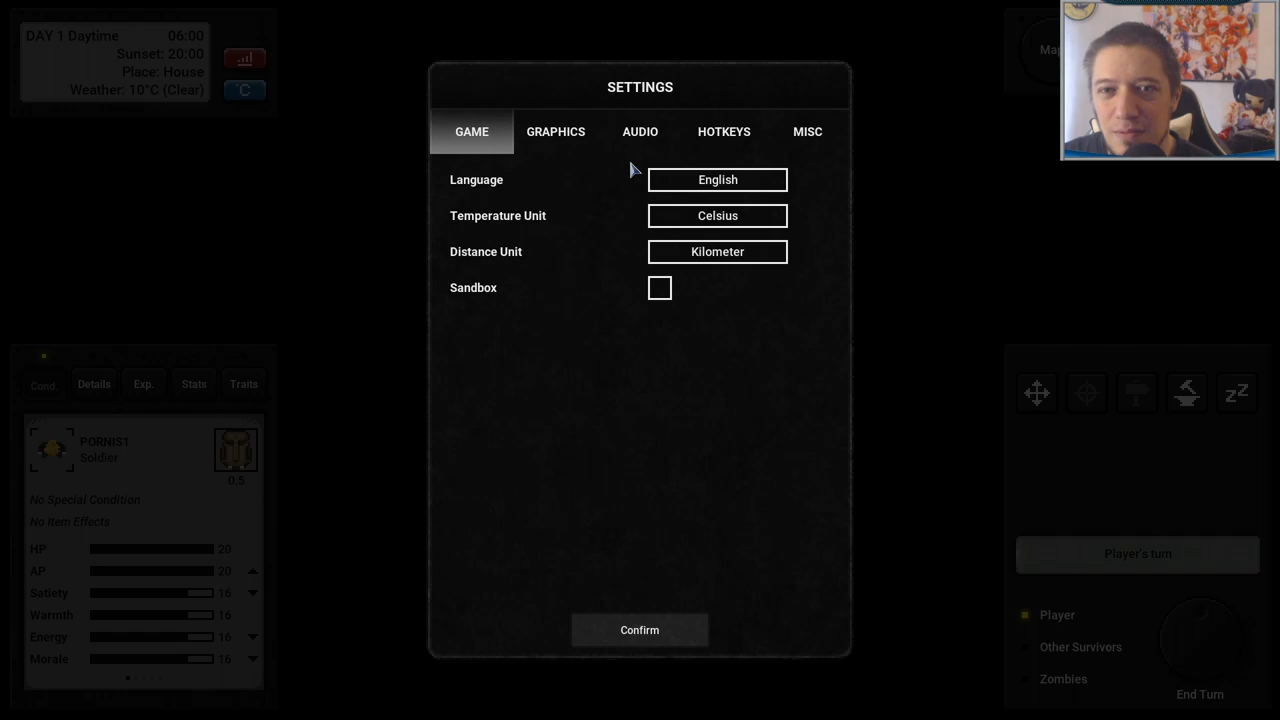 DAY 1 Daytime 06:00
Sunset: 20:00
Place: House
Weather: 10°C (Clear)
°C
Map
SETTINGS
GAME GRAPHICS AUDIO HOTKEYS MISC
Language English
Temperature Unit Celsius
Distance Unit Kilometer
Sandbox
Confirm
Cond. Details Exp. Stats Traits
PORNIS1
Soldier
0.5
No Special Condition
No Item Effects
HP 20
AP 20
Satiety 16
Warmth 16
Energy 16
Morale 16
zZ
Player's turn
Player
Other Survivors
Zombies
End Turn